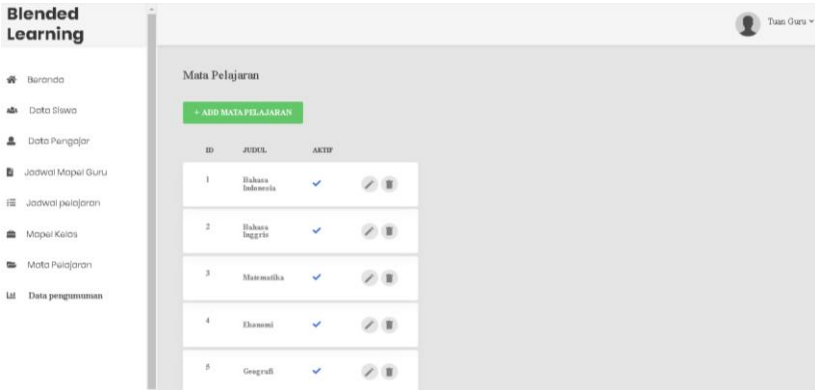 Blended
Learning
Tuan Guru
Beranda
Data Siswa
Data Pengajar
Jadwal Mapel Guru
Jadwal pelajaran
Mapel Kelas
Mata Pelajaran
Data pengumuman
Mata Pelajaran
+ ADD MATA PELAJARAN
ID JUDUL AKTIF
1 Bahasa
Indonesia
2 Bahasa
Inggris
3 Matematika
4 Ekonomi
5 Geografi